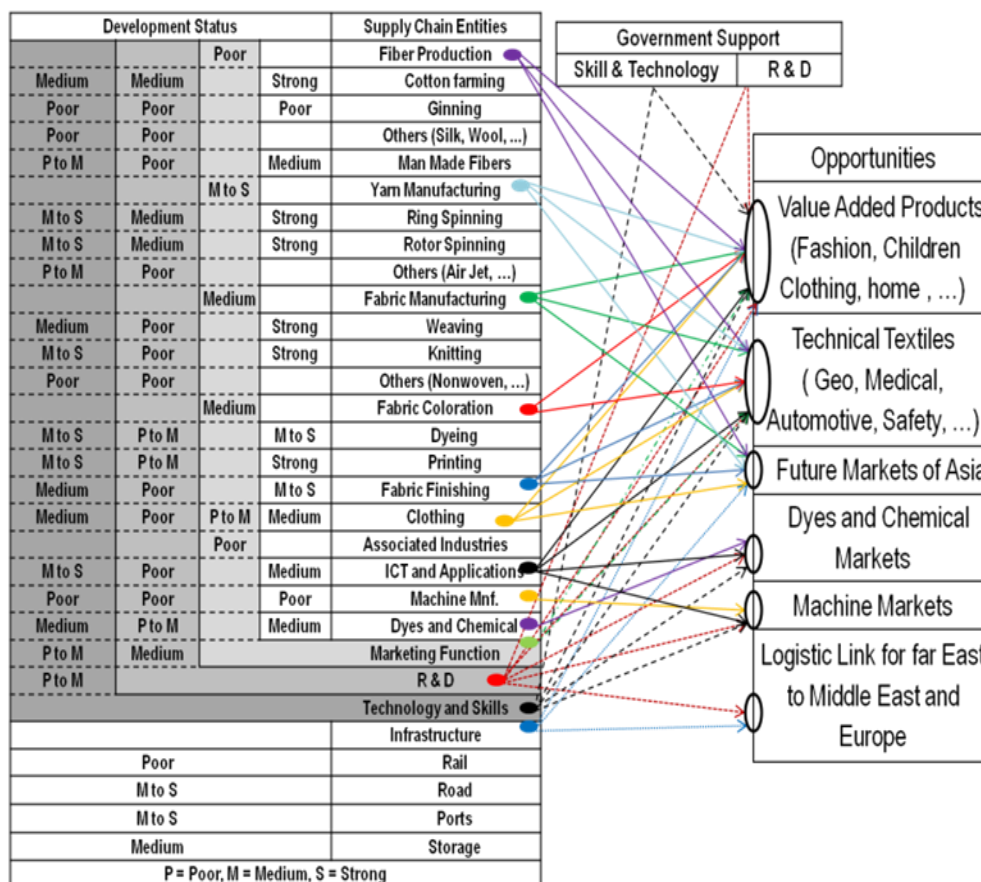 Development Status Supply Chain Entities
Poor Fiber Production
Medium Medium Strong Cotton farming
Poor Poor Poor Ginning
Poor Poor Others (Silk, Wool, ...)
P to M Poor Medium Man Made Fibers
M to S Yarn Manufacturing
M to S Medium Strong Ring Spinning
M to S Medium Strong Rotor Spinning
P to M Poor Others (Air Jet, ...)
Medium Fabric Manufacturing
Medium Poor Strong Weaving
M to S Poor Strong Knitting
Poor Poor Others (Nonwoven, ...)
Medium Fabric Coloration
M to S P to M M to S Dyeing
M to S P to M Strong Printing
Medium Poor M to S Fabric Finishing
Medium Poor P to M Medium Clothing
Poor Associated Industries
M to S Poor Medium ICT and Applications
Poor Poor Poor Machine Mnf.
Medium P to M Medium Dyes and Chemical
P to M Medium Marketing Function
P to M R & D
Technology and Skills
Infrastructure
Poor Rail
M to S Road
M to S Ports
Medium Storage
P = Poor, M = Medium, S = Strong
Government Support
Skill & Technology R & D
Opportunities
Value Added Products
(Fashion, Children
Clothing, home , ...)
Technical Textiles
( Geo, Medical,
Automotive, Safety, ...)
Future Markets of Asia
Dyes and Chemical
Markets
Machine Markets
Logistic Link for far East
to Middle East and
Europe